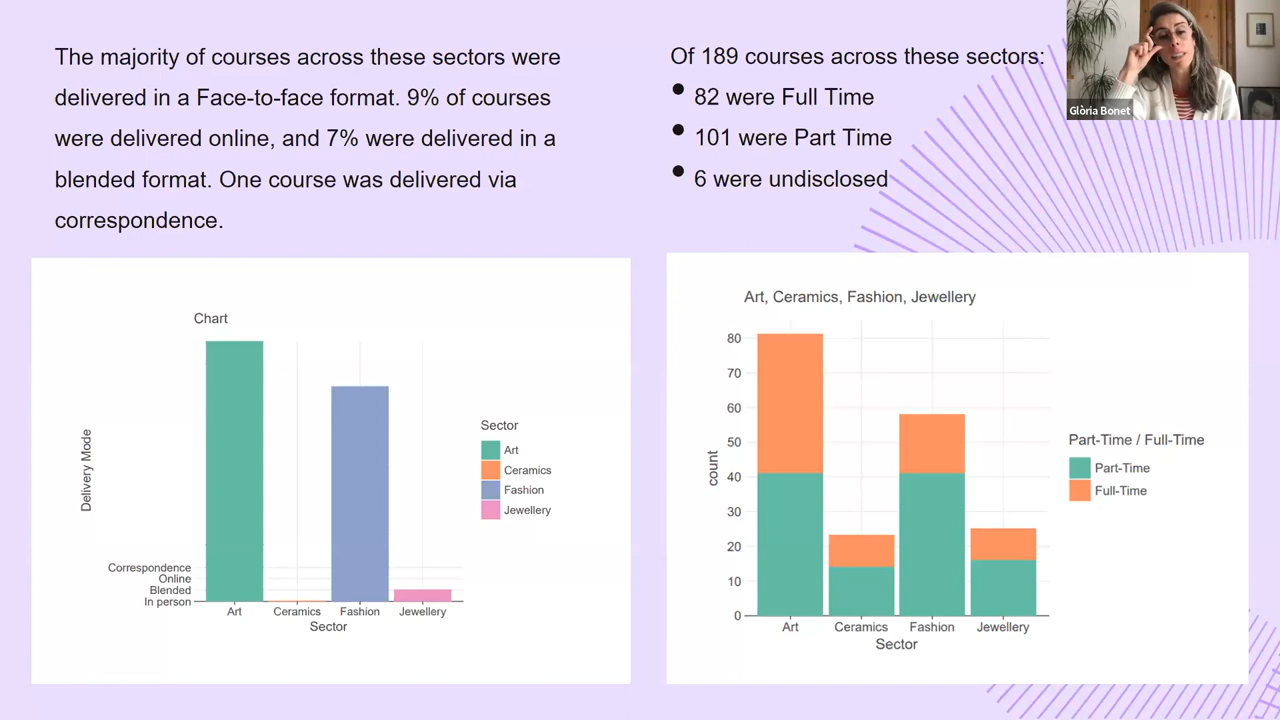 The majority of courses across these sectors were
delivered in a Face-to-face format. 9% of courses
were delivered online, and 7% were delivered in a
blended format. One course was delivered via
correspondence.
Of 189 courses across these sectors:
• 82 were Full Time
• 101 were Part Time
• 6 were undisclosed
Glòria Bonet
Chart
Delivery Mode
Correspondence
Online
Blended
In person
Art
Ceramics
Fashion
Jewellery
Sector
Sector
Art
Ceramics
Fashion
Jewellery
Art, Ceramics, Fashion, Jewellery
count
80
70
60
50
40
30
20
10
0
Art
Ceramics
Fashion
Jewellery
Sector
Part-Time / Full-Time
Part-Time
Full-Time